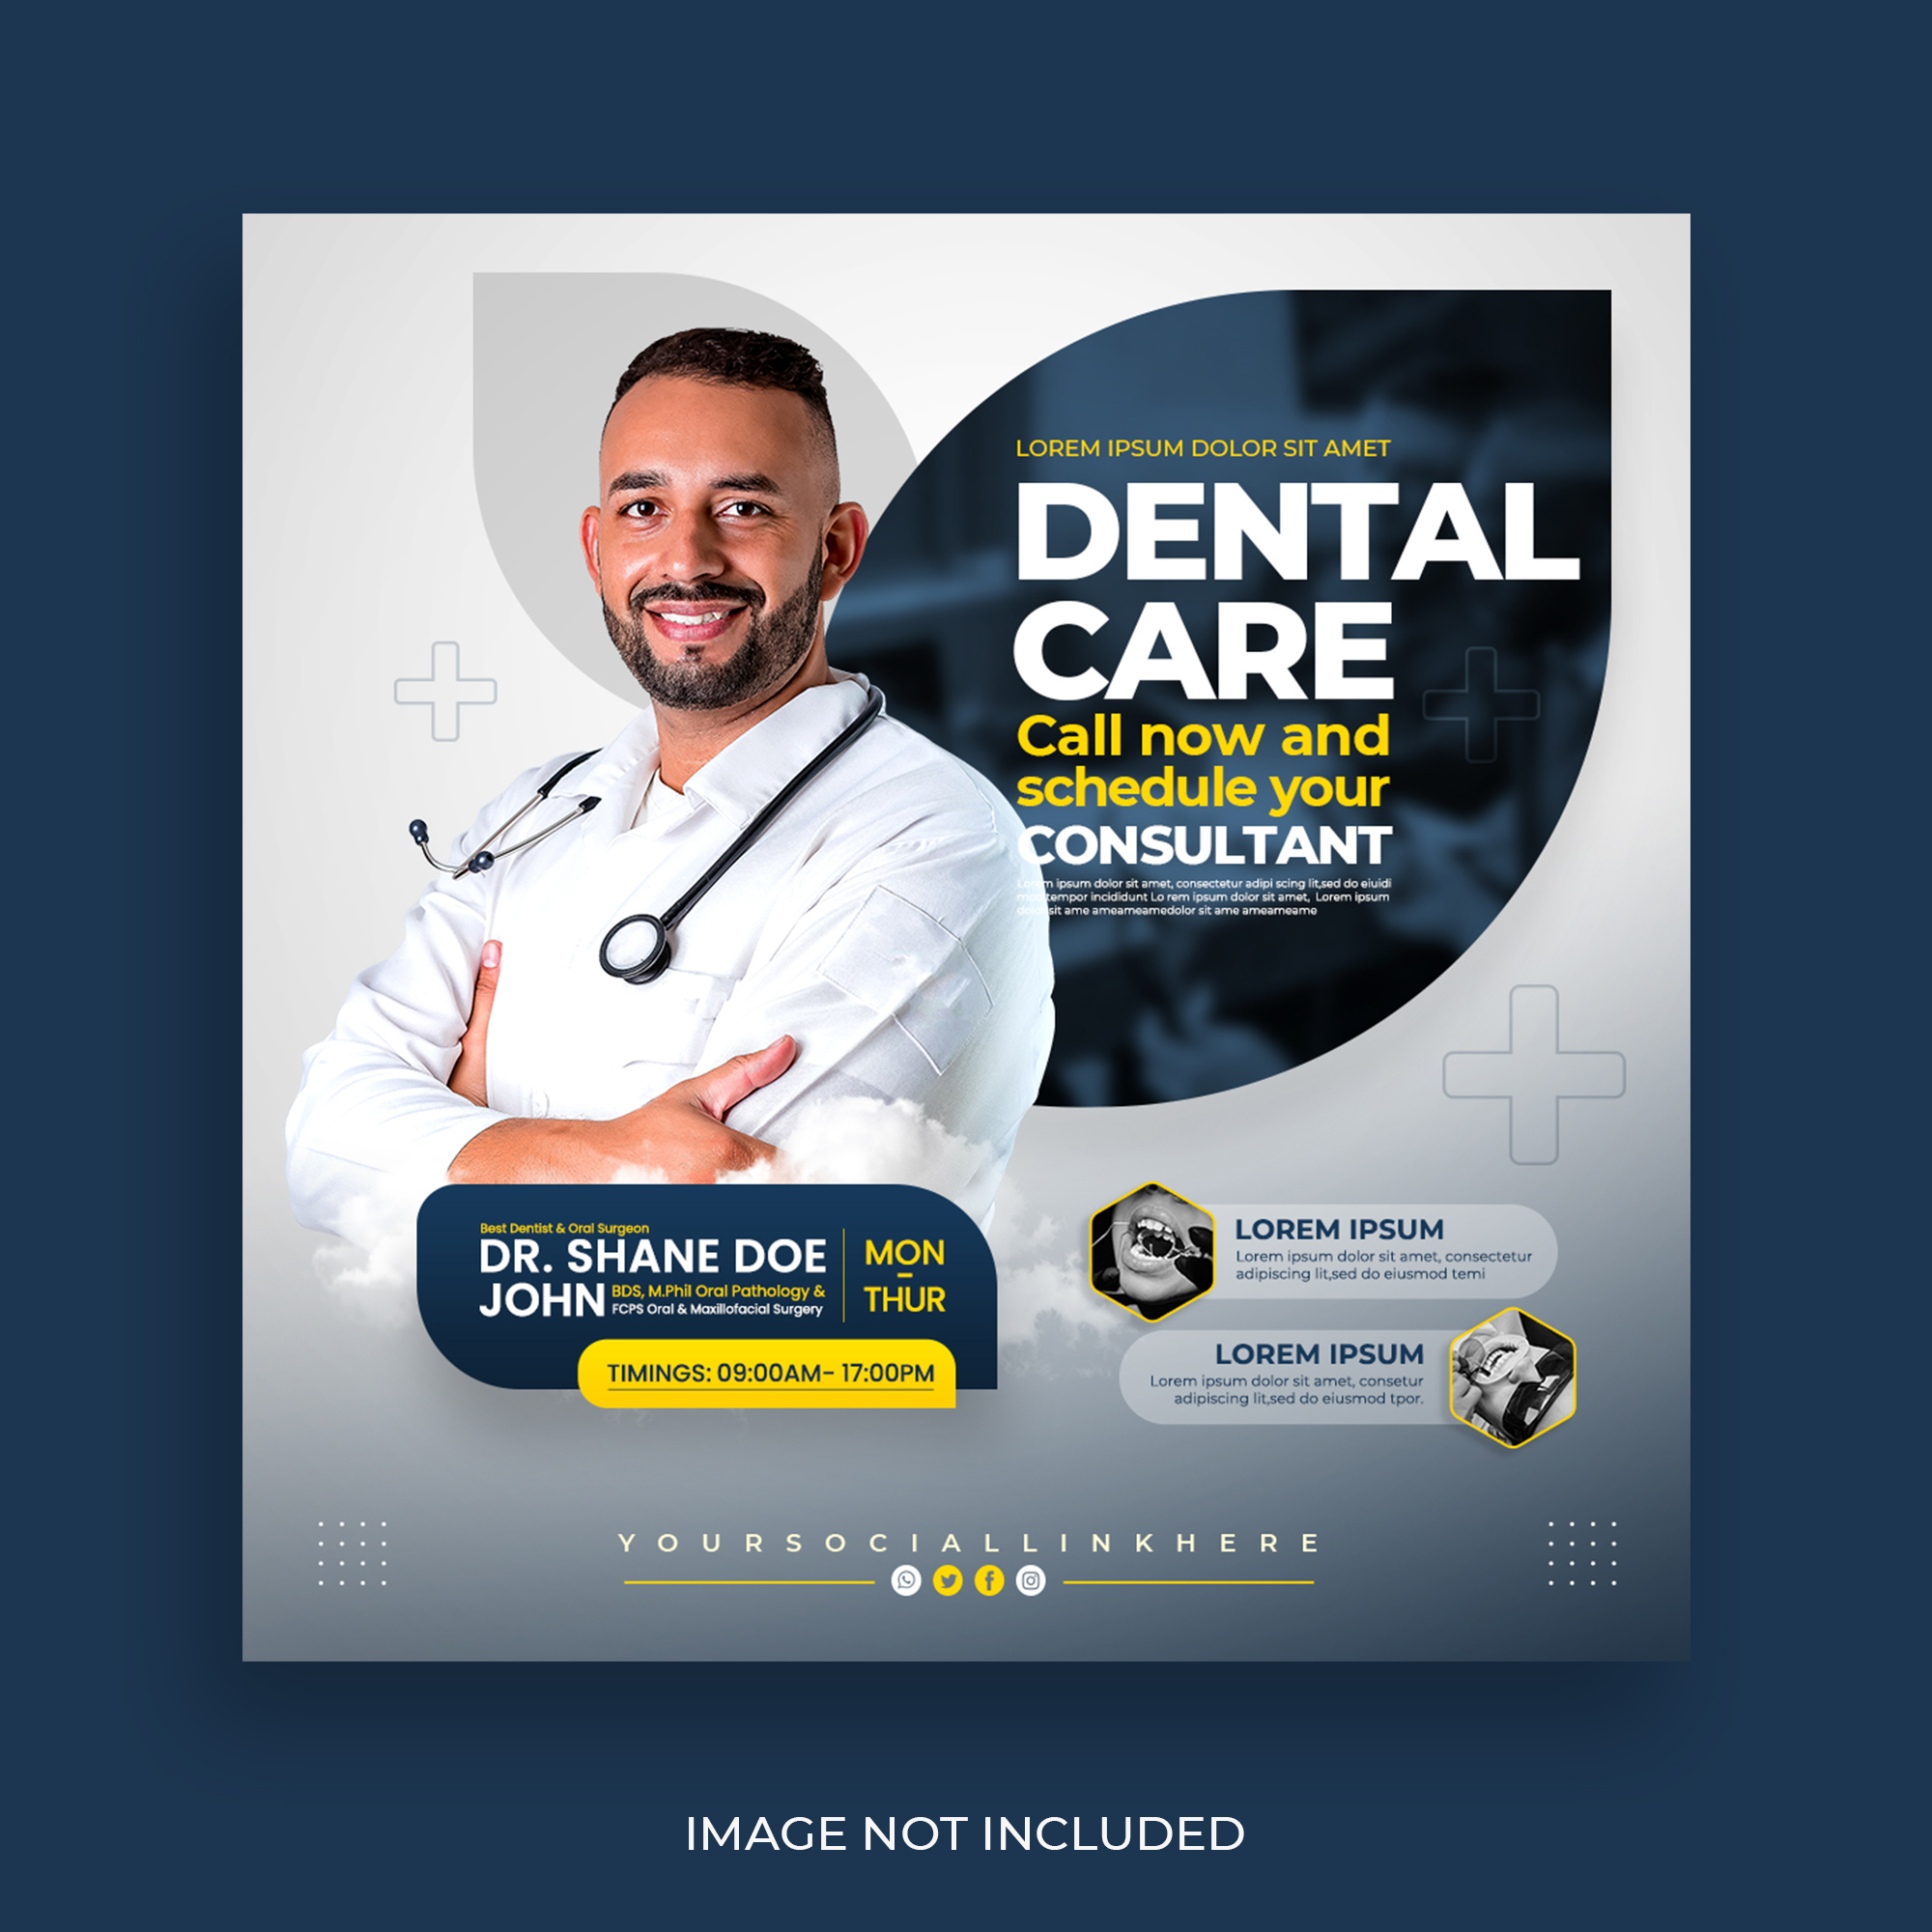 LOREM IPSUM DOLOR SIT AMET
DENTAL
CARE
Call now and
schedule your
CONSULTANT
Lorem ipsum dolor sit amet, consectetur adipi scing lit,sed do eiuidi
mod tempor incididunt Lo rem ipsum dolor sit amet, Lorem ipsum
dolor sit ame ameameamedolor sit ame ameameame
Best Dentist & Oral Surgeon
DR. SHANE DOE
JOHN
BDS, M.Phil Oral Pathology &
FCPS Oral & Maxillofacial Surgery
MON
-
THUR
TIMINGS: 09:00AM- 17:00PM
LOREM IPSUM
Lorem ipsum dolor sit amet, consectetur
adipiscing lit,sed do eiusmod temi
LOREM IPSUM
Lorem ipsum dolor sit amet, consetur
adipiscing lit,sed do eiusmod tpor.
YOURSOCIALLINKHERE
IMAGE NOT INCLUDED